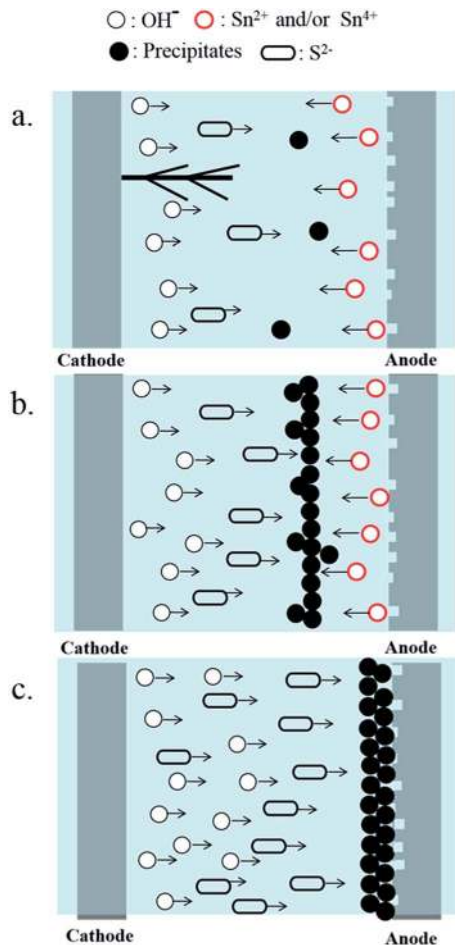 : OH⁻ : Sn²⁺ and/or Sn⁴⁺
: Precipitates : S²⁻
a.
Cathode Anode
b.
Cathode Anode
c.
Cathode Anode